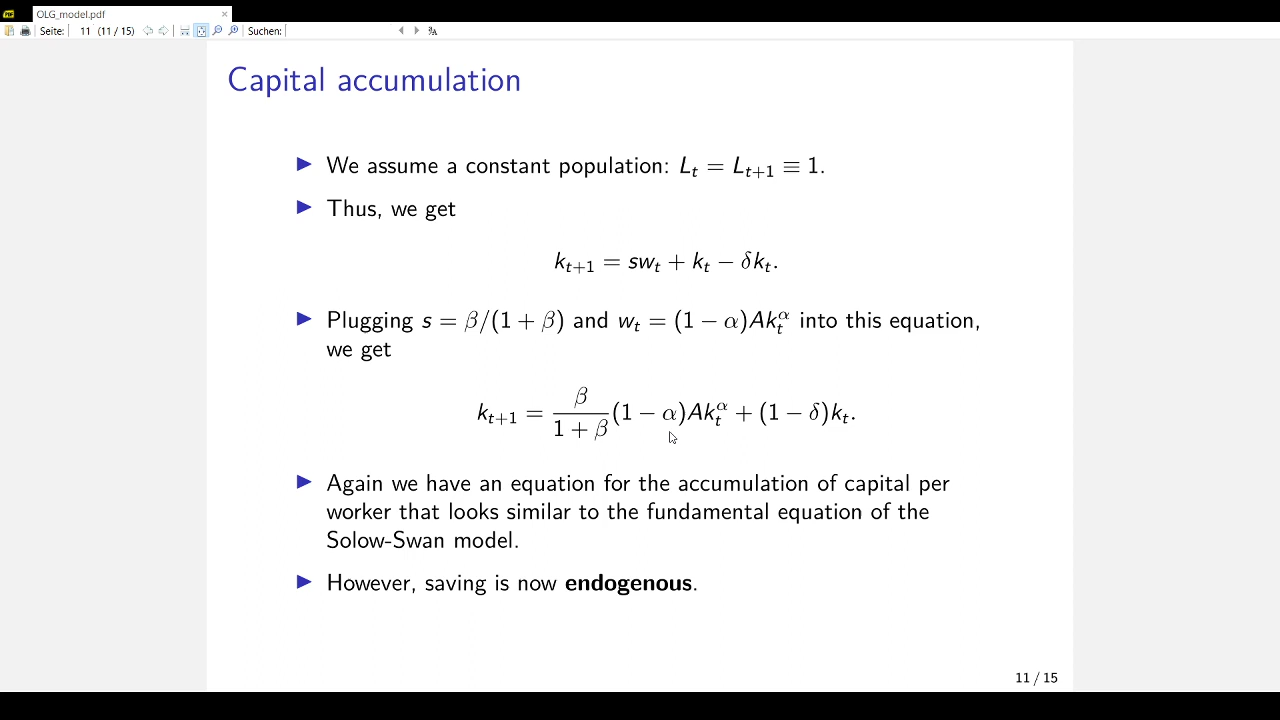 OLG_model.pdf
Seite: 11 (11 / 15) Suchen:
Capital accumulation
▶ We assume a constant population: L_t = L_{t+1} ≡ 1.
▶ Thus, we get
k_{t+1} = sw_t + k_t − δk_t.
▶ Plugging s = β/(1 + β) and w_t = (1 − α)Ak_t^α into this equation,
we get
k_{t+1} = \frac{β}{1 + β}(1 − α)Ak_t^α + (1 − δ)k_t.
▶ Again we have an equation for the accumulation of capital per
worker that looks similar to the fundamental equation of the
Solow-Swan model.
▶ However, saving is now endogenous.
11 / 15